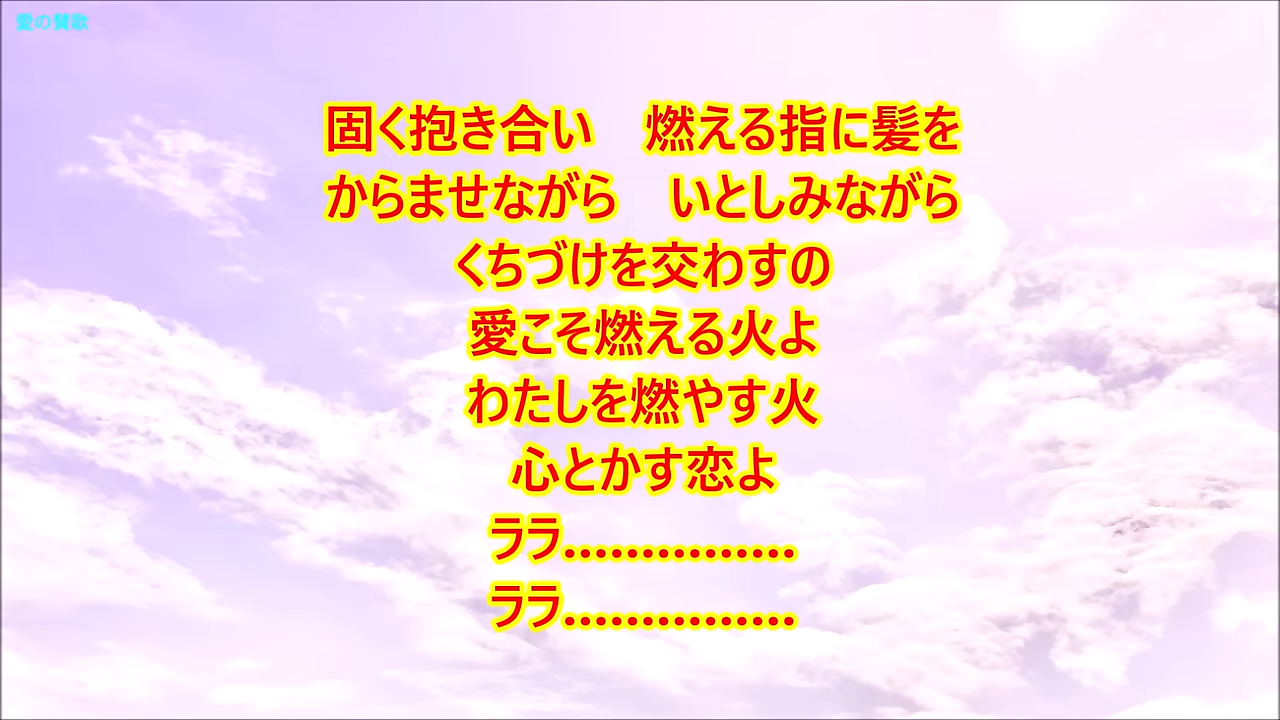 愛の賛歌
固く抱き合い　燃える指に髪を
からませながら　いとしみながら
くちづけを交わすの
愛こそ燃える火よ
わたしを燃やす火
心とかす恋よ
ララ...............
ララ...............